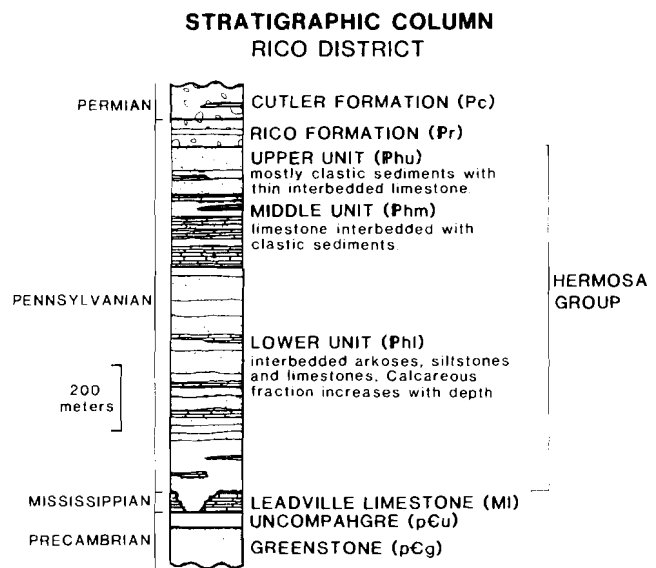 STRATIGRAPHIC COLUMN
RICO DISTRICT
PERMIAN
CUTLER FORMATION (Pc)
RICO FORMATION (Pr)
UPPER UNIT (Phu)
mostly clastic sediments with
thin interbedded limestone.
MIDDLE UNIT (Phm)
limestone interbedded with
clastic sediments.
PENNSYLVANIAN
HERMOSA
GROUP
LOWER UNIT (Phl)
interbedded arkoses, siltstones
and limestones. Calcareous
fraction increases with depth
200
meters
MISSISSIPPIAN
LEADVILLE LIMESTONE (Ml)
UNCOMPAHGRE (p€u)
PRECAMBRIAN
GREENSTONE (p€g)